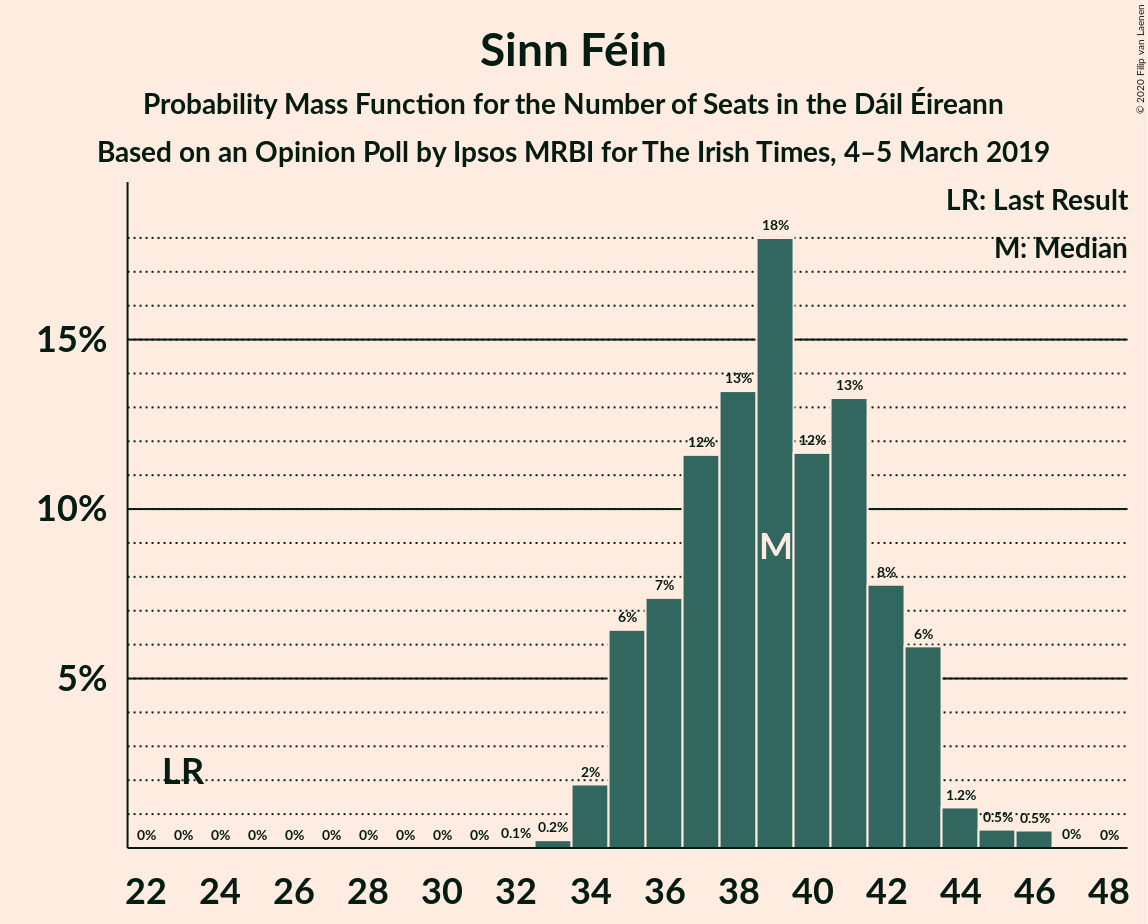 Sinn Féin
Probability Mass Function for the Number of Seats in the Dáil Éireann
Based on an Opinion Poll by Ipsos MRBI for The Irish Times, 4–5 March 2019
© 2020 Filip van Laenen
LR: Last Result
M: Median
15%
10%
5%
0% 0% 0% 0% 0% 0% 0% 0% 0% 0% 0.1% 0.2% 2% 6% 7% 12% 13% 18% 12% 13% 8% 6% 1.2% 0.5% 0.5% 0% 0%
LR
M
22 24 26 28 30 32 34 36 38 40 42 44 46 48